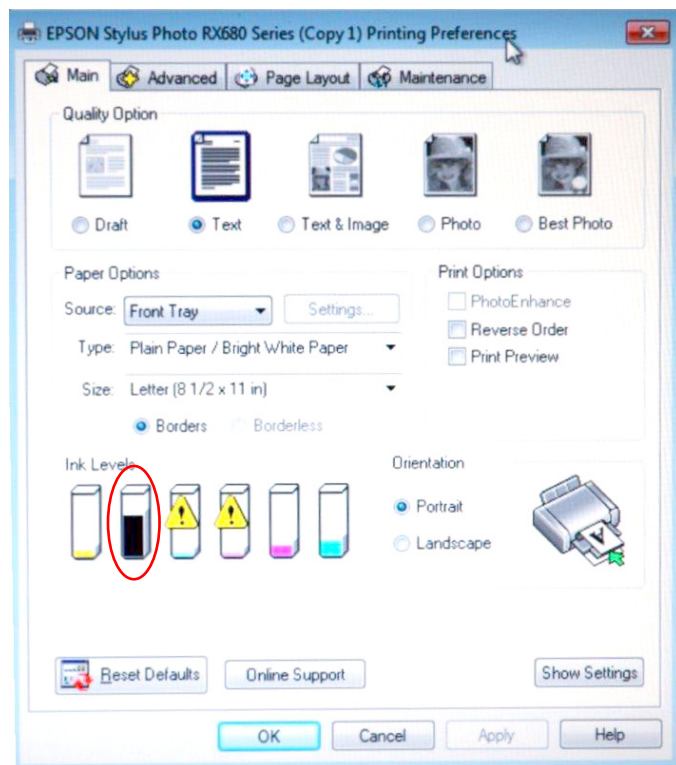 EPSON Stylus Photo RX680 Series (Copy 1) Printing Preferences
Main Advanced Page Layout Maintenance
Quality Option
Draft Text Text & Image Photo Best Photo
Paper Options
Source: Front Tray Settings...
Type: Plain Paper / Bright White Paper
Size: Letter (8 1/2 x 11 in)
Borders Borderless
Print Options
PhotoEnhance
Reverse Order
Print Preview
Ink Levels
! !
Orientation
Portrait
Landscape
A
Reset Defaults Online Support Show Settings
OK Cancel Apply Help